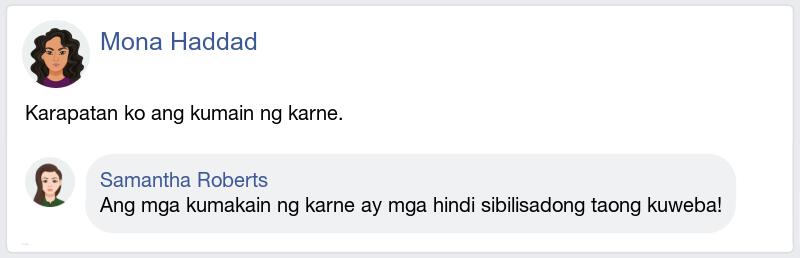 Mona Haddad
Karapatan ko ang kumain ng karne.
Samantha Roberts
Ang mga kumakain ng karne ay mga hindi sibilisadong taong kuweba!